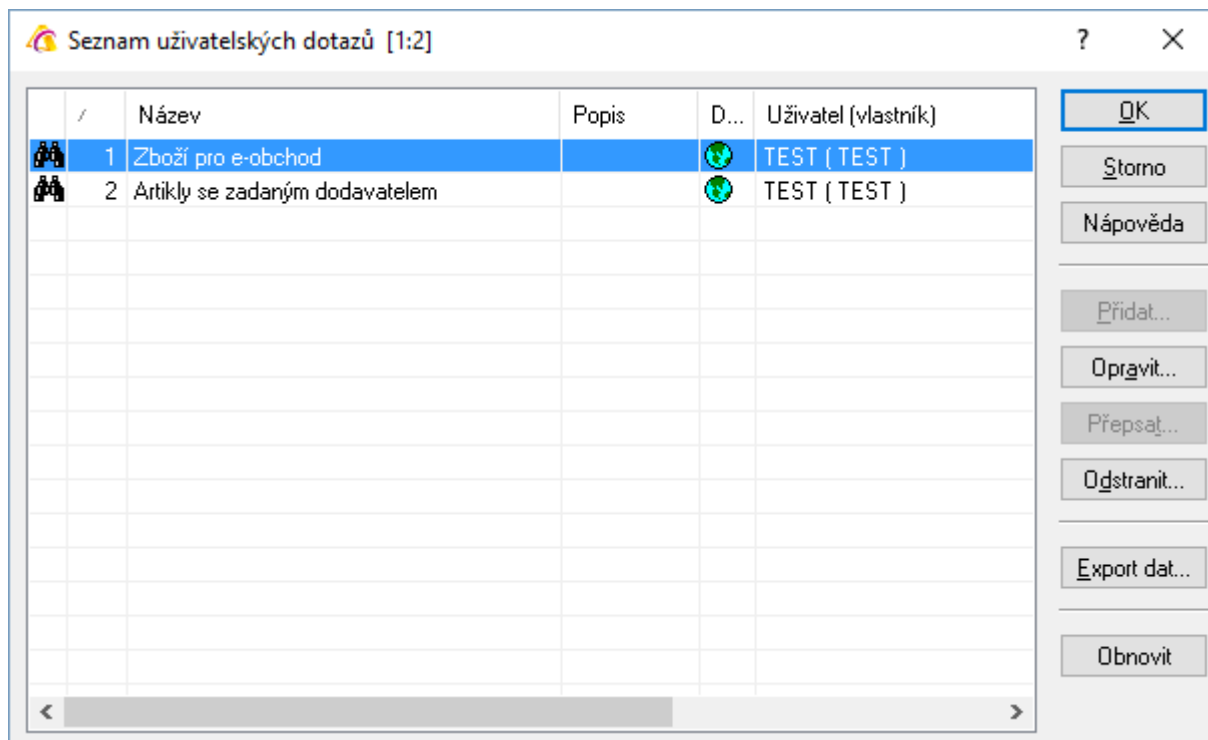 Seznam uživatelských dotazů [1:2]
? ×
/ Název Popis D... Uživatel (vlastník)
1 Zboží pro e-obchod TEST ( TEST )
2 Artikly se zadaným dodavatelem TEST ( TEST )
OK
Storno
Nápověda
Přidat...
Opravit...
Přepsat...
Odstranit...
Export dat...
Obnovit